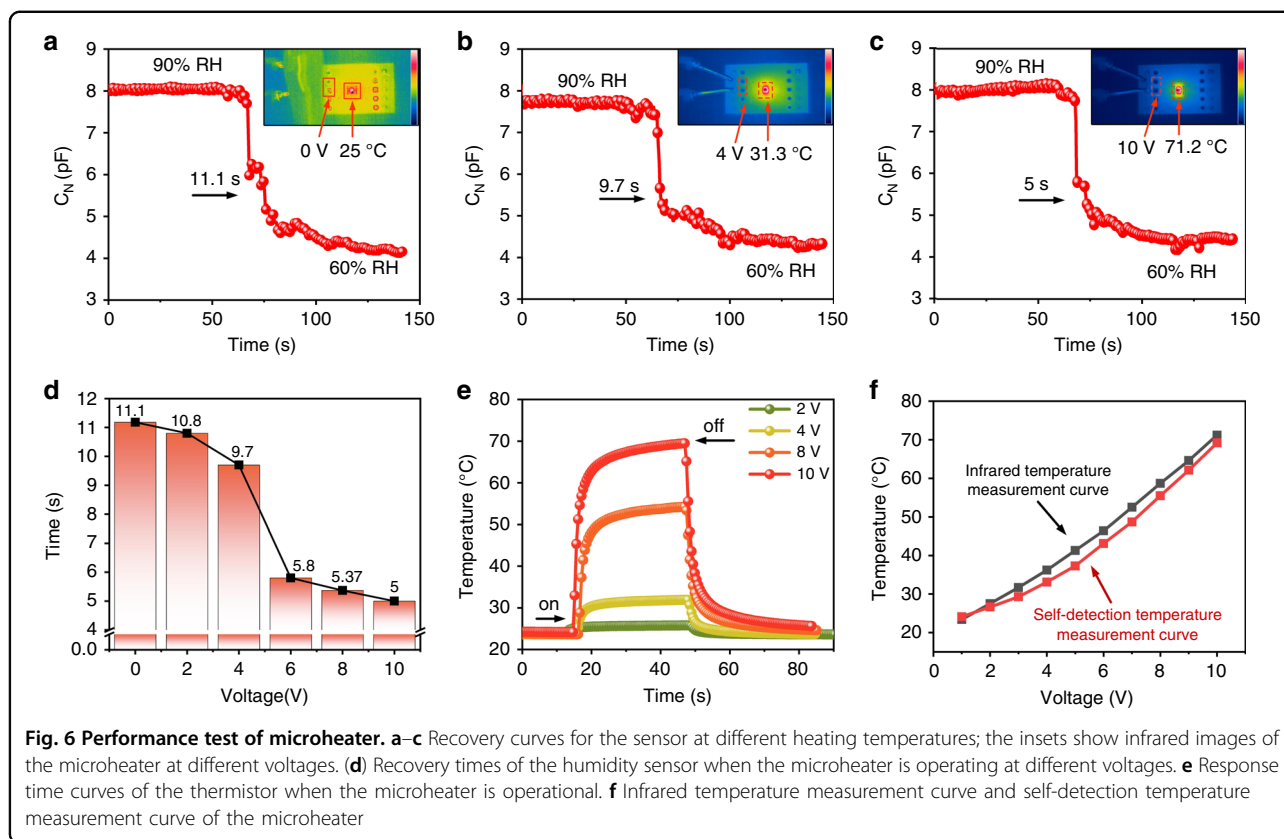 a
9
8
7
6
5
4
3
C_N (pF)
90% RH
0 V 25 °C
11.1 s
60% RH
0 50 100 150
Time (s)
b
9
8
7
6
5
4
3
C_N (pF)
90% RH
4 V 31.3 °C
9.7 s
60% RH
0 50 100 150
Time (s)
c
9
8
7
6
5
4
3
C_N (pF)
90% RH
10 V 71.2 °C
5 s
60% RH
0 50 100 150
Time (s)
d
12
11
10
9
8
7
6
5
4
0.0
Time (s)
11.1
10.8
9.7
5.8
5.37
5
0 2 4 6 8 10
Voltage(V)
e
80
70
60
50
40
30
20
Temperature (°C)
2 V
4 V
8 V
10 V
off
on
0 20 40 60 80
Time (s)
f
80
70
60
50
40
30
20
Temperature (°C)
Infrared temperature
measurement curve
Self-detection temperature
measurement curve
0 2 4 6 8 10
Voltage (V)
Fig. 6 Performance test of microheater. a–c Recovery curves for the sensor at different heating temperatures; the insets show infrared images of
the microheater at different voltages. (d) Recovery times of the humidity sensor when the microheater is operating at different voltages. e Response
time curves of the thermistor when the microheater is operational. f Infrared temperature measurement curve and self-detection temperature
measurement curve of the microheater